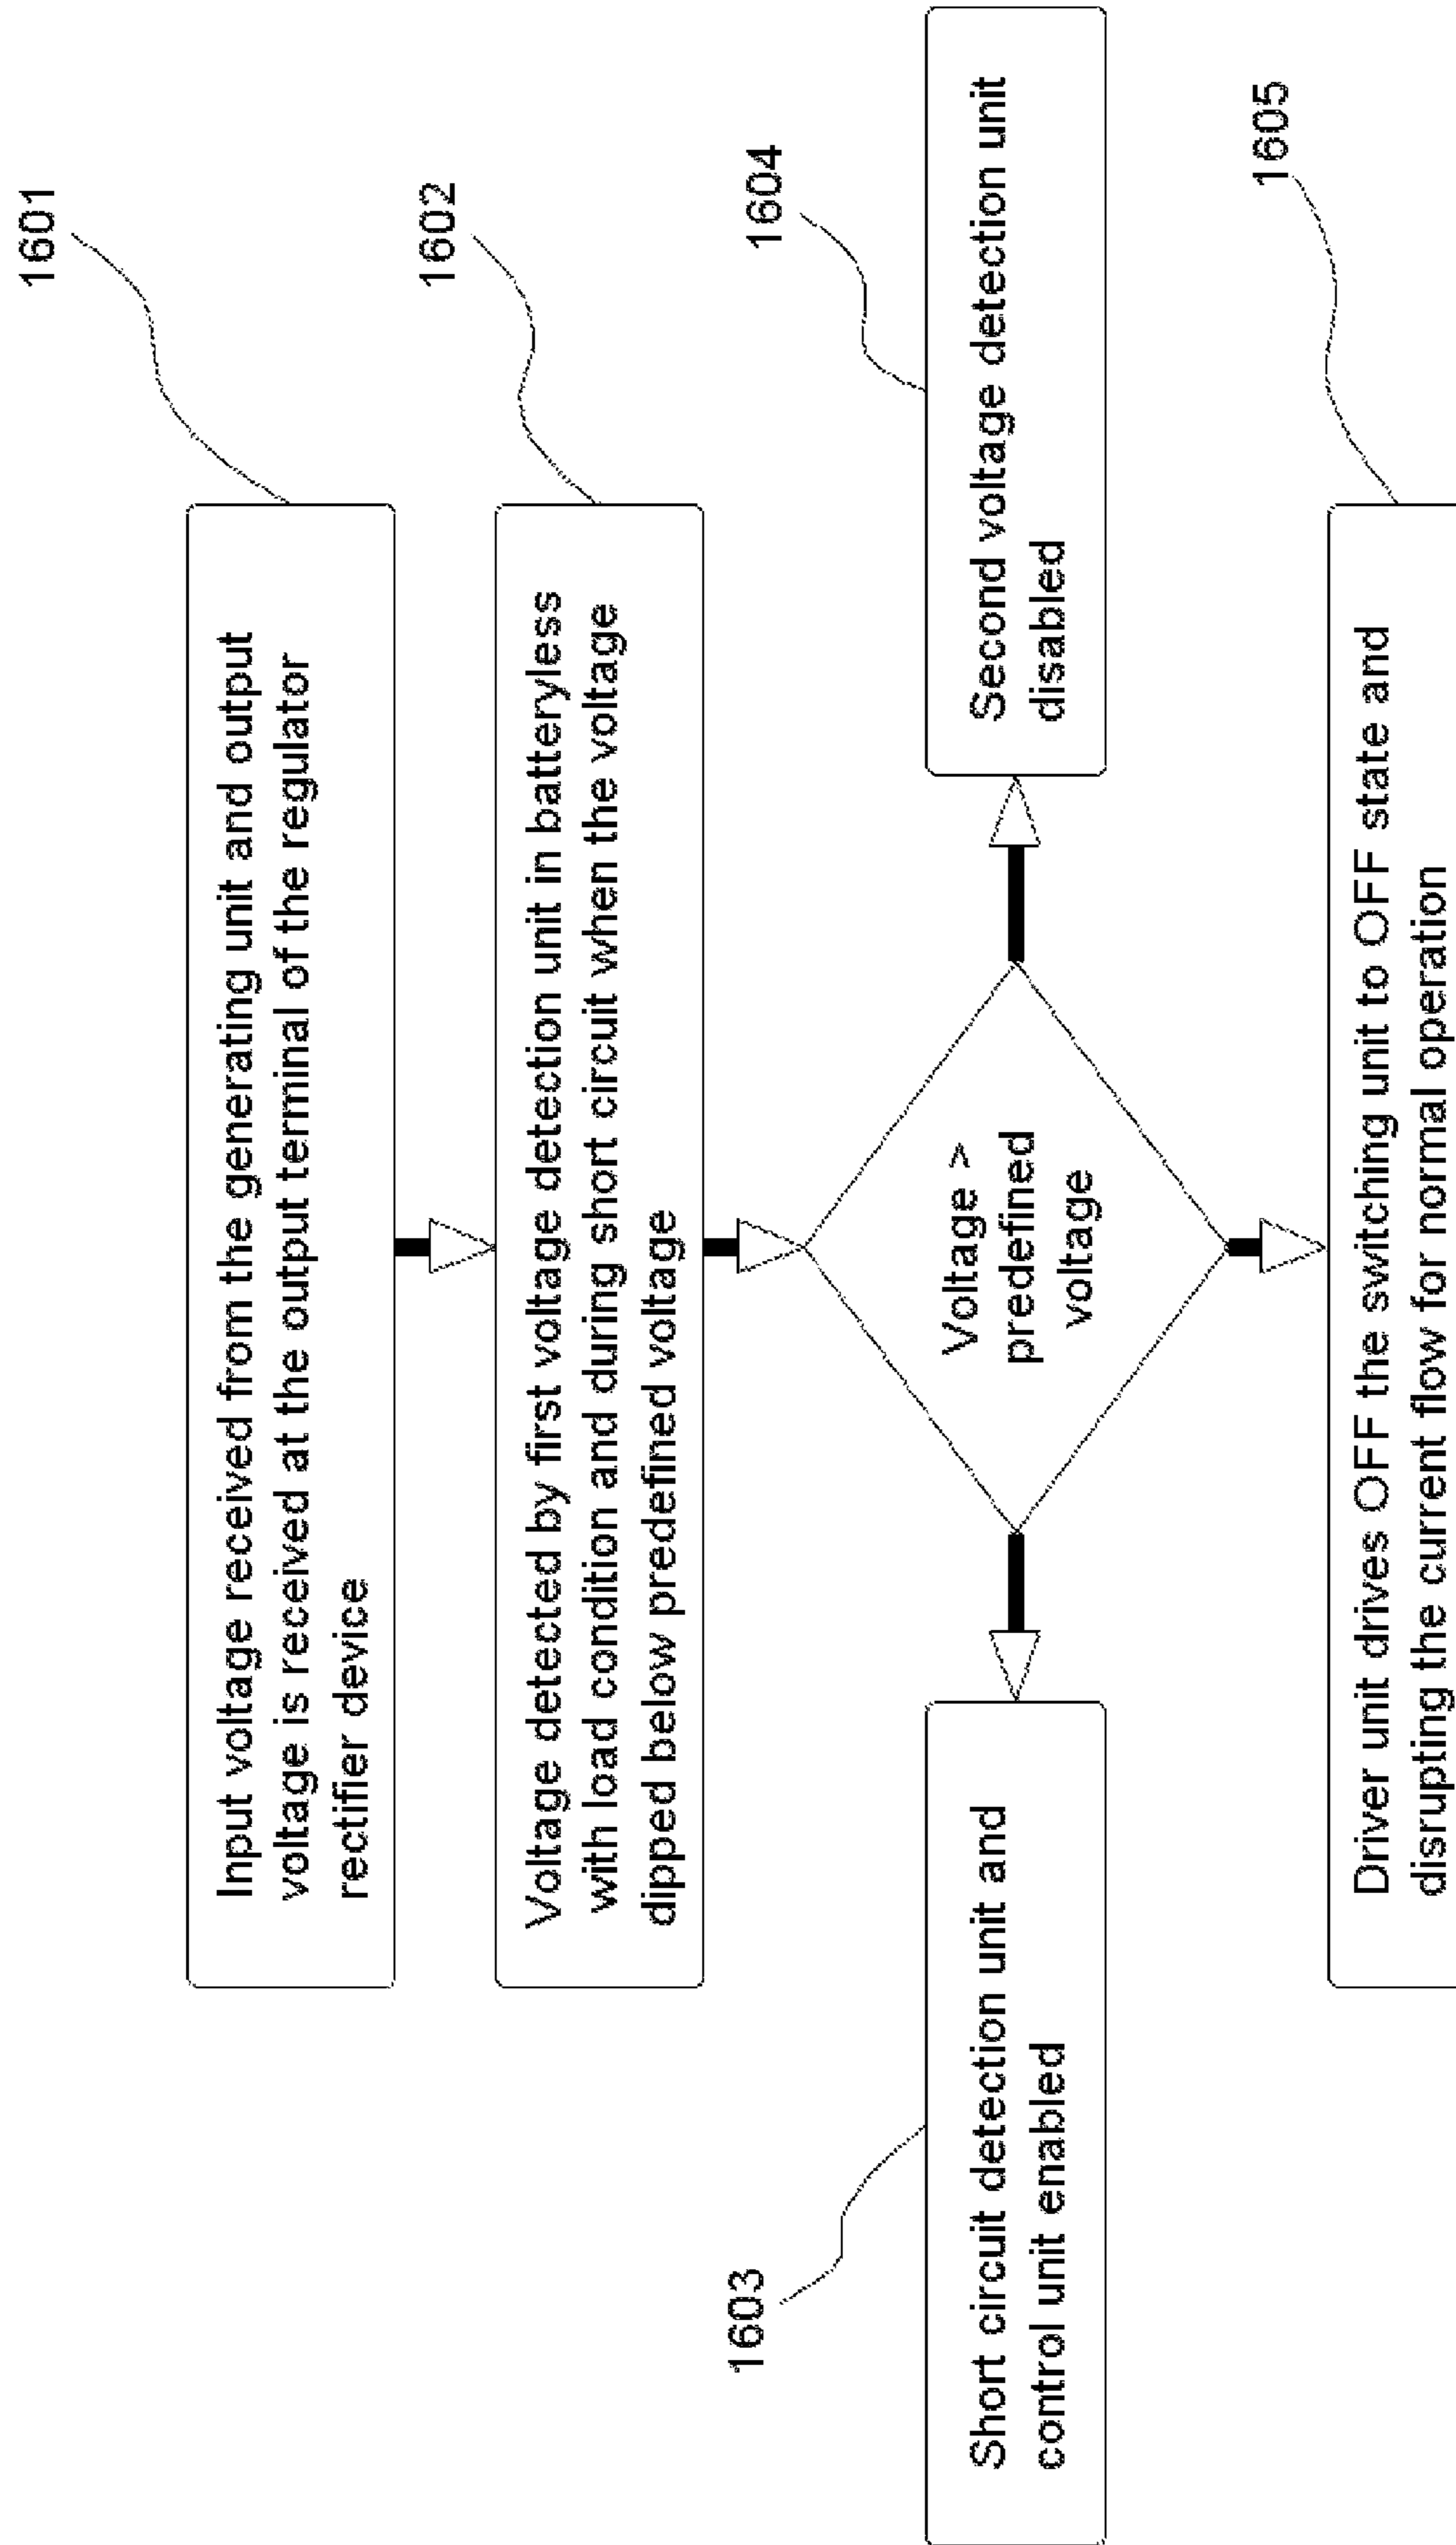 1601
Input voltage received from the generating unit and output
voltage is received at the output terminal of the regulator
rectifier device
1602
Voltage detected by first voltage detection unit in batteryless
with load condition and during short circuit when the voltage
dipped below predefined voltage
Voltage >
predefined
voltage
1603
Short circuit detection unit and
control unit enabled
1604
Second voltage detection unit
disabled
1605
Driver unit drives OFF the switching unit to OFF state and
disrupting the current flow for normal operation